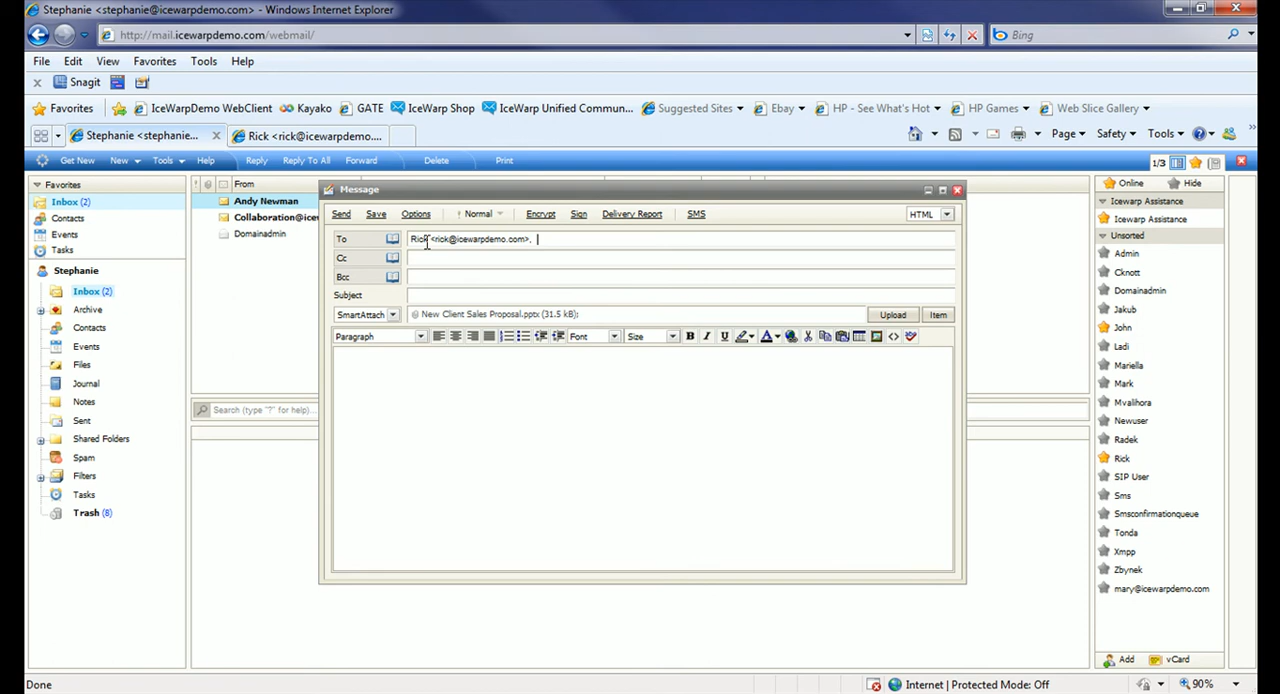 Stephanie <stephanie@icewarpdemo.com> - Windows Internet Explorer
http://mail.icewarpdemo.com/webmail/
Bing
File Edit View Favorites Tools Help
Snagit
Favorites IceWarpDemo WebClient Kayako GATE IceWarp Shop IceWarp Unified Commun... Suggested Sites Ebay HP - See What's Hot HP Games Web Slice Gallery
Stephanie <stephanie... Rick <rick@icewarpdemo.... Page Safety Tools
Get New New Tools Help Reply Reply To All Forward Delete Print 1/3
Favorites
Inbox (2)
Contacts
Events
Tasks
Stephanie
Inbox (2)
Archive
Contacts
Events
Files
Journal
Notes
Sent
Shared Folders
Spam
Filters
Tasks
Trash (8)
From
Andy Newman
Collaboration@ice
Domainadmin
Search (type "?" for help)...
Message
Send Save Options ! Normal Encrypt Sign Delivery Report SMS HTML
To Rick <rick@icewarpdemo.com>,
Cc
Bcc
Subject
SmartAttach New Client Sales Proposal.pptx (31.5 kB); Upload Item
Paragraph Font Size B I U A
Online Hide
Icewarp Assistance
Icewarp Assistance
Unsorted
Admin
Cknott
Domainadmin
Jakub
John
Ladi
Mariella
Mark
Mvalihora
Newuser
Radek
Rick
SIP User
Sms
Smsconfirmationqueue
Tonda
Xmpp
Zbynek
mary@icewarpdemo.com
Add vCard
Done Internet | Protected Mode: Off 90%